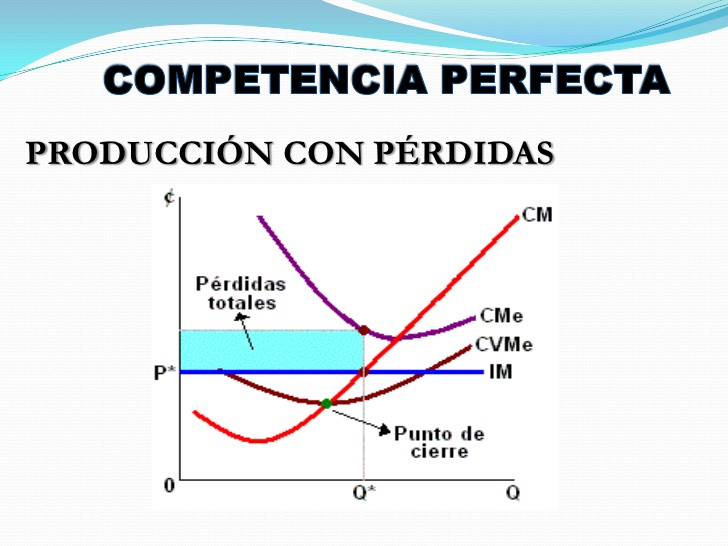 COMPETENCIA PERFECTA
PRODUCCIÓN CON PÉRDIDAS
¢
CM
Pérdidas
totales
CMe
CVMe
P*
IM
Punto de
cierre
0
Q*
Q